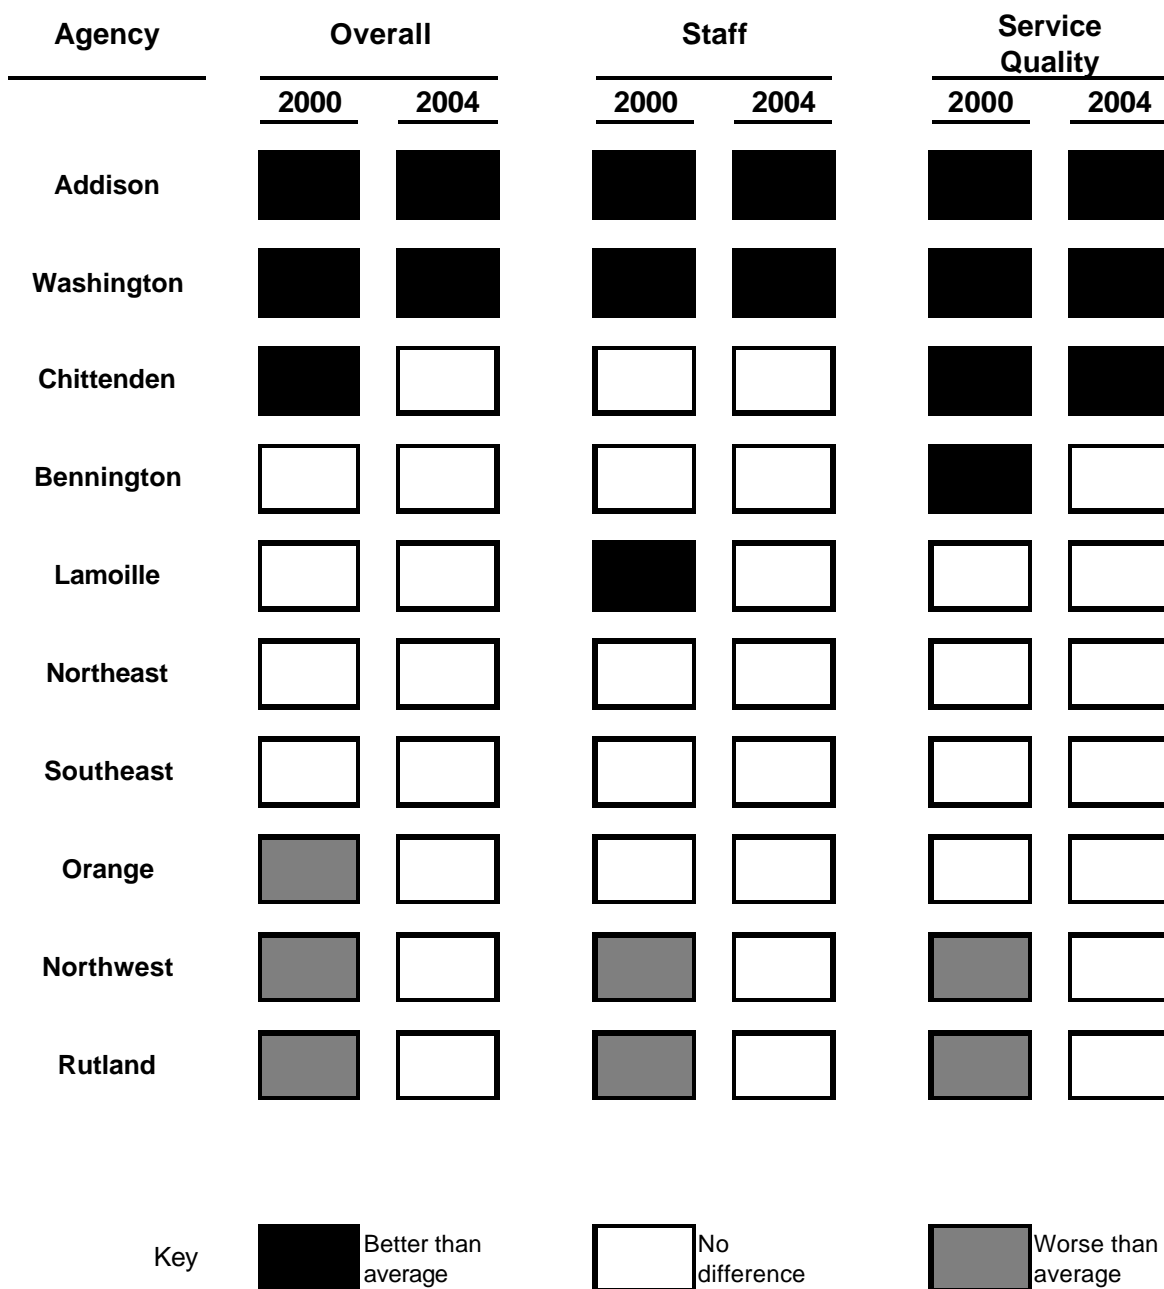 Agency Overall Staff Service
Quality
2000 2004 2000 2004 2000 2004
Addison
Washington
Chittenden
Bennington
Lamoille
Northeast
Southeast
Orange
Northwest
Rutland
Key Better than No Worse than
average difference average